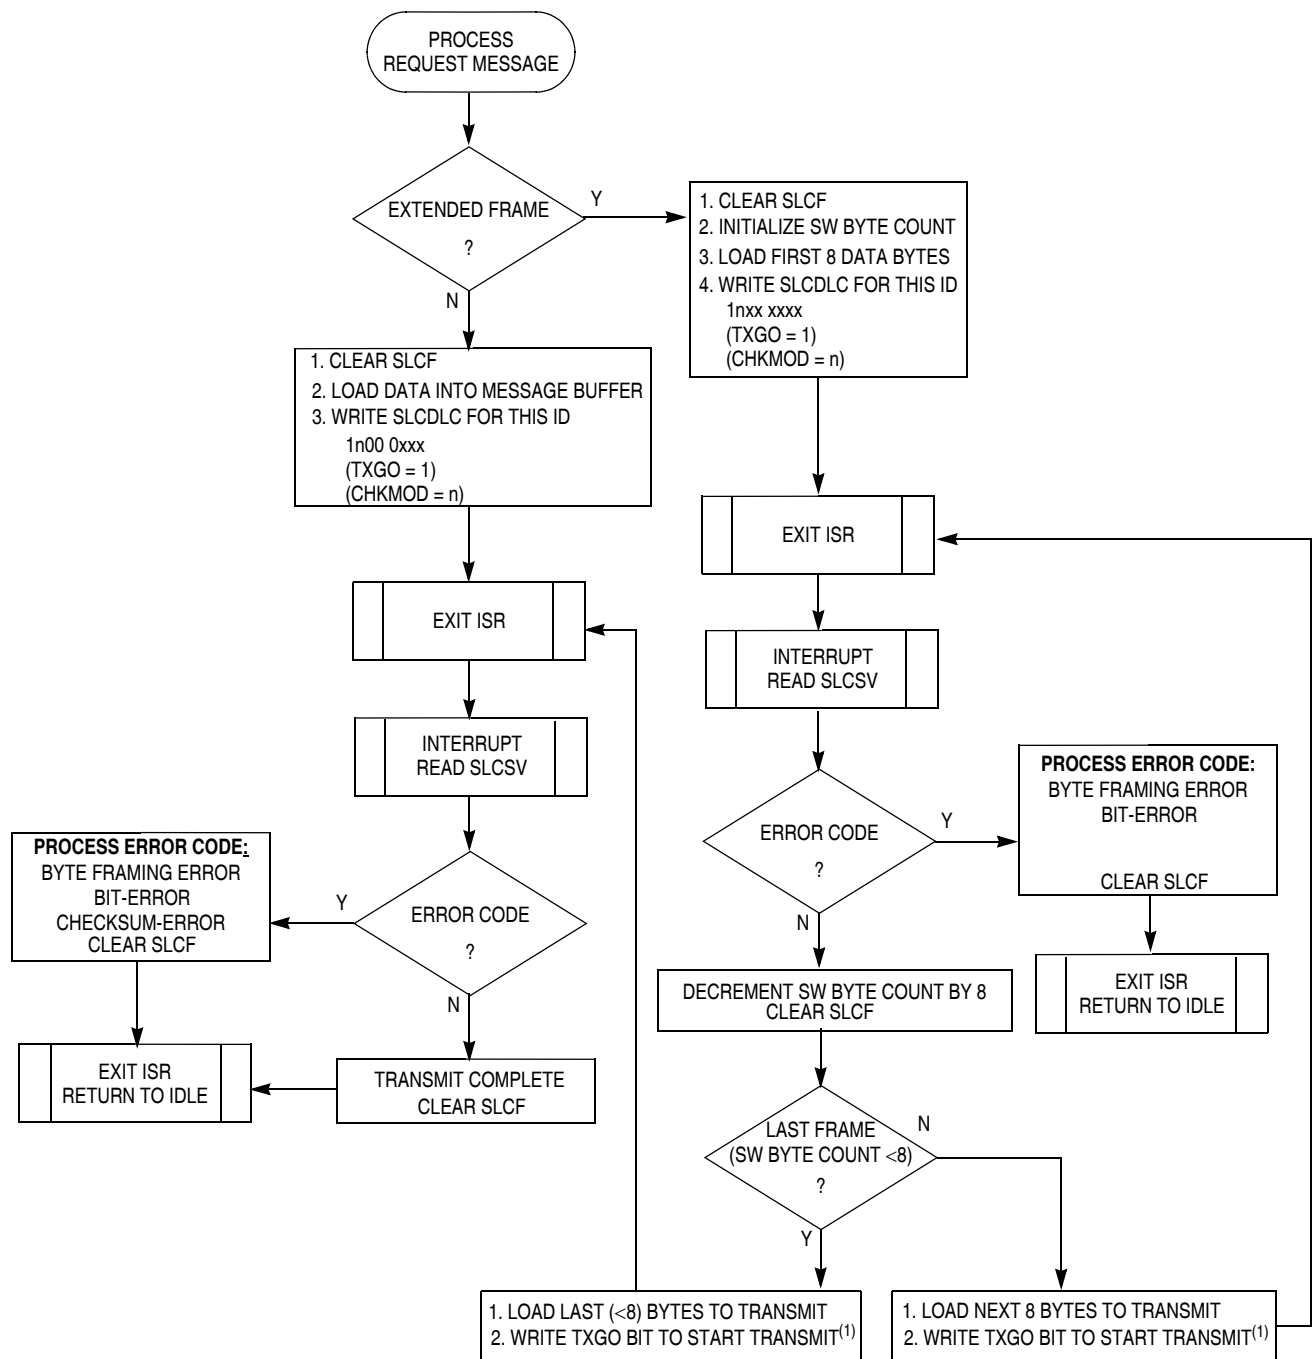 PROCESS
REQUEST MESSAGE
EXTENDED FRAME
?
Y
N
1. CLEAR SLCF
2. INITIALIZE SW BYTE COUNT
3. LOAD FIRST 8 DATA BYTES
4. WRITE SLCDLC FOR THIS ID
1nxx xxxx
(TXGO = 1)
(CHKMOD = n)
1. CLEAR SLCF
2. LOAD DATA INTO MESSAGE BUFFER
3. WRITE SLCDLC FOR THIS ID
1n00 0xxx
(TXGO = 1)
(CHKMOD = n)
EXIT ISR
INTERRUPT
READ SLCSV
ERROR CODE
?
Y
N
PROCESS ERROR CODE:
BYTE FRAMING ERROR
BIT-ERROR
CHECKSUM-ERROR
CLEAR SLCF
EXIT ISR
RETURN TO IDLE
TRANSMIT COMPLETE
CLEAR SLCF
EXIT ISR
INTERRUPT
READ SLCSV
ERROR CODE
?
Y
N
PROCESS ERROR CODE:
BYTE FRAMING ERROR
BIT-ERROR
CLEAR SLCF
EXIT ISR
RETURN TO IDLE
DECREMENT SW BYTE COUNT BY 8
CLEAR SLCF
LAST FRAME
(SW BYTE COUNT <8)
?
N
Y
1. LOAD LAST (<8) BYTES TO TRANSMIT
2. WRITE TXGO BIT TO START TRANSMIT(1)
1. LOAD NEXT 8 BYTES TO TRANSMIT
2. WRITE TXGO BIT TO START TRANSMIT(1)